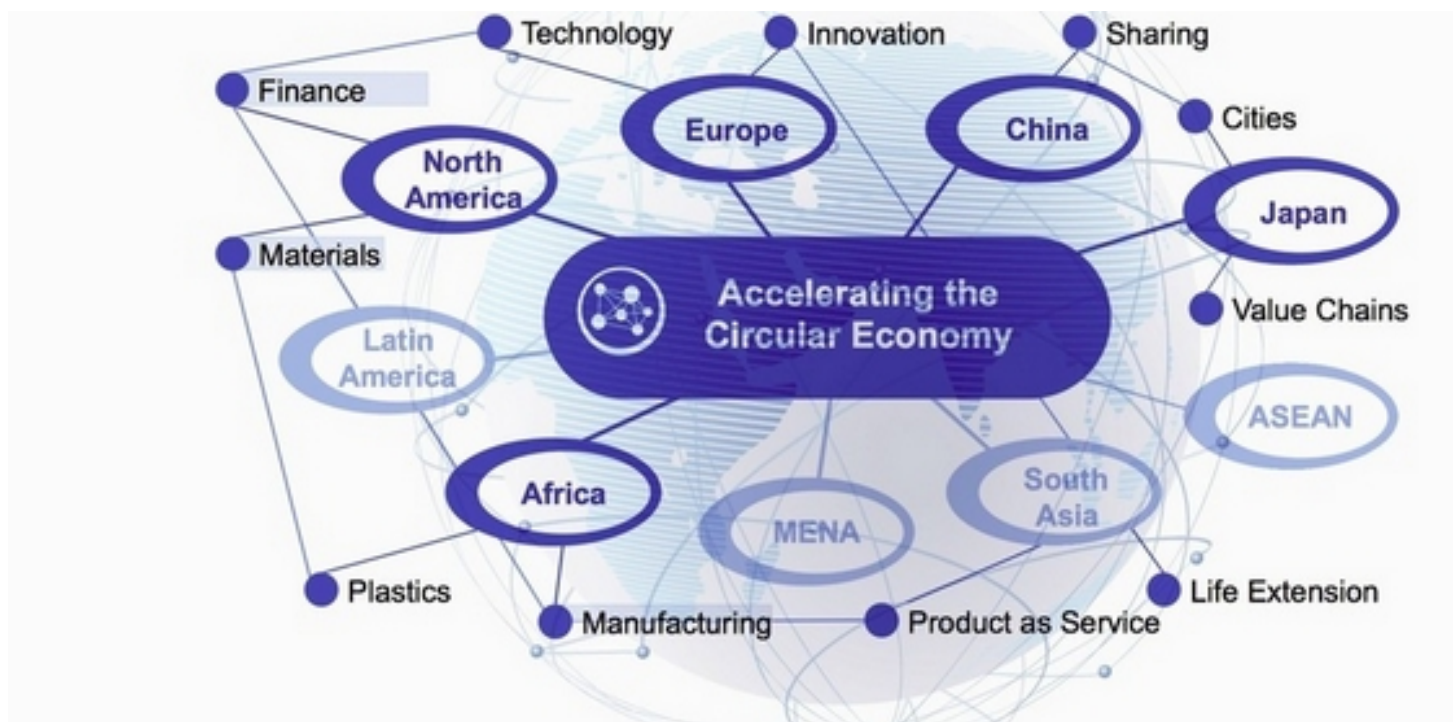 Technology
Innovation
Sharing
Finance
Europe
China
Cities
North
America
Japan
Materials
Accelerating the
Circular Economy
Value Chains
Latin
America
ASEAN
Africa
South
Asia
MENA
Plastics
Life Extension
Manufacturing
Product as Service